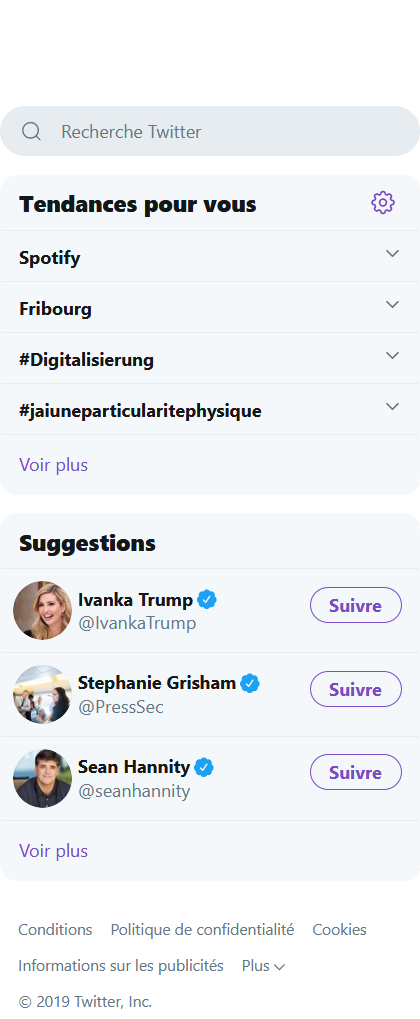 Recherche Twitter
Tendances pour vous
Spotify
Fribourg
#Digitalisierung
#jaiuneparticularitephysique
Voir plus
Suggestions
Ivanka Trump
@IvankaTrump
Suivre
Stephanie Grisham
@PressSec
Suivre
Sean Hannity
@seanhannity
Suivre
Voir plus
Conditions Politique de confidentialité Cookies
Informations sur les publicités Plus
© 2019 Twitter, Inc.